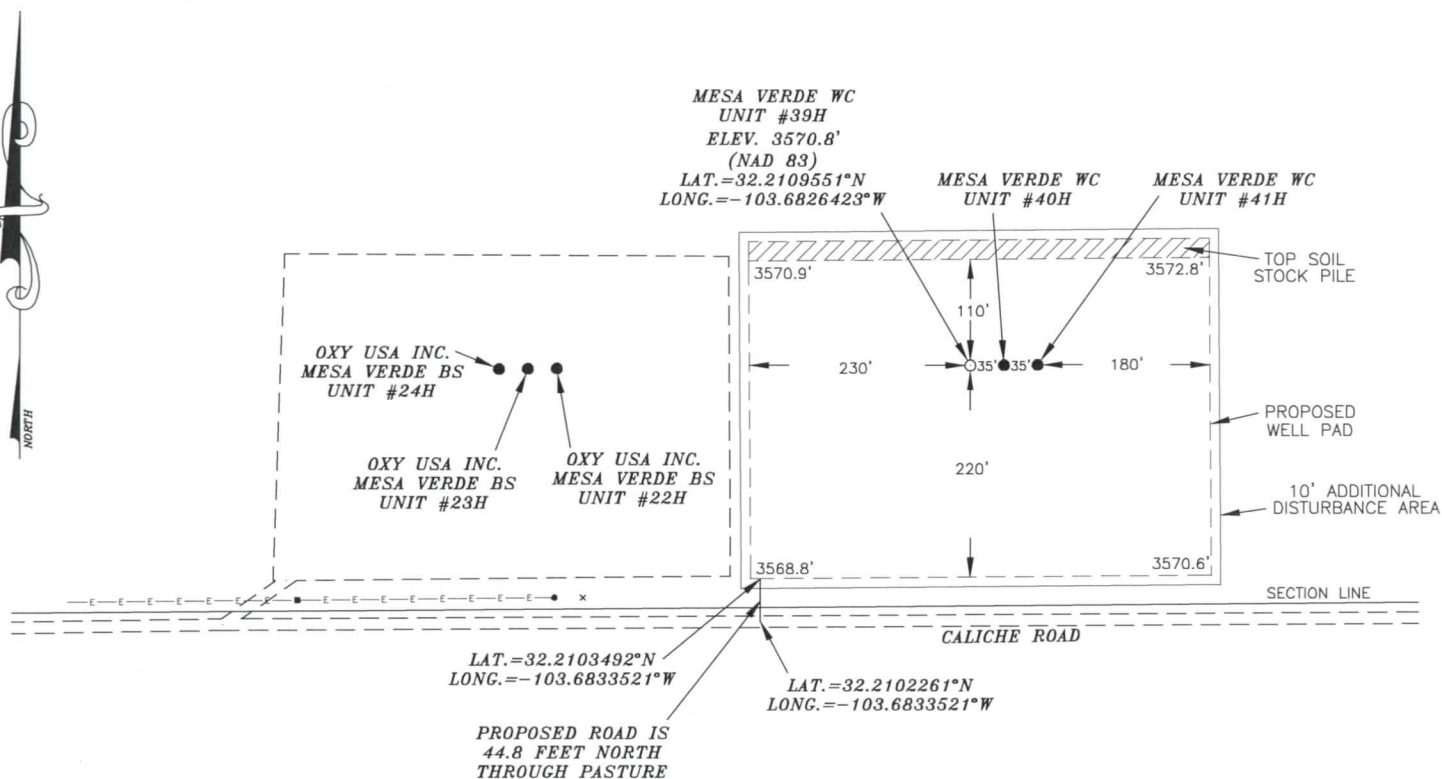 MESA VERDE WC
UNIT #39H
ELEV. 3570.8'
(NAD 83)
LAT.=32.2109551°N
LONG.=-103.6826423°W
MESA VERDE WC
UNIT #40H
MESA VERDE WC
UNIT #41H
TOP SOIL
STOCK PILE
3570.9'
3572.8'
110'
OXY USA INC.
MESA VERDE BS
UNIT #24H
230'
35'
35'
180'
PROPOSED
WELL PAD
NORTH
OXY USA INC.
MESA VERDE BS
UNIT #23H
OXY USA INC.
MESA VERDE BS
UNIT #22H
220'
10' ADDITIONAL
DISTURBANCE AREA
3568.8'
3570.6'
E E E E E E E E E E E E E
SECTION LINE
CALICHE ROAD
LAT.=32.2103492°N
LONG.=-103.6833521°W
LAT.=32.2102261°N
LONG.=-103.6833521°W
PROPOSED ROAD IS
44.8 FEET NORTH
THROUGH PASTURE